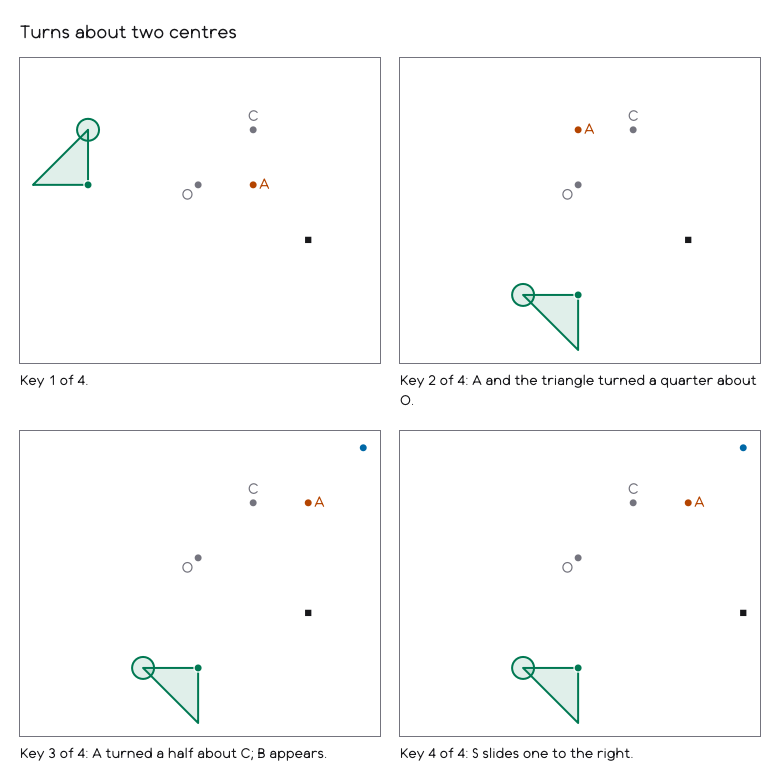 Turns about two centres
C
O
A
Key 1 of 4.
A
C
O
Key 2 of 4: A and the triangle turned a quarter about
O.
C
A
O
Key 3 of 4: A turned a half about C; B appears.
C
A
O
Key 4 of 4: S slides one to the right.